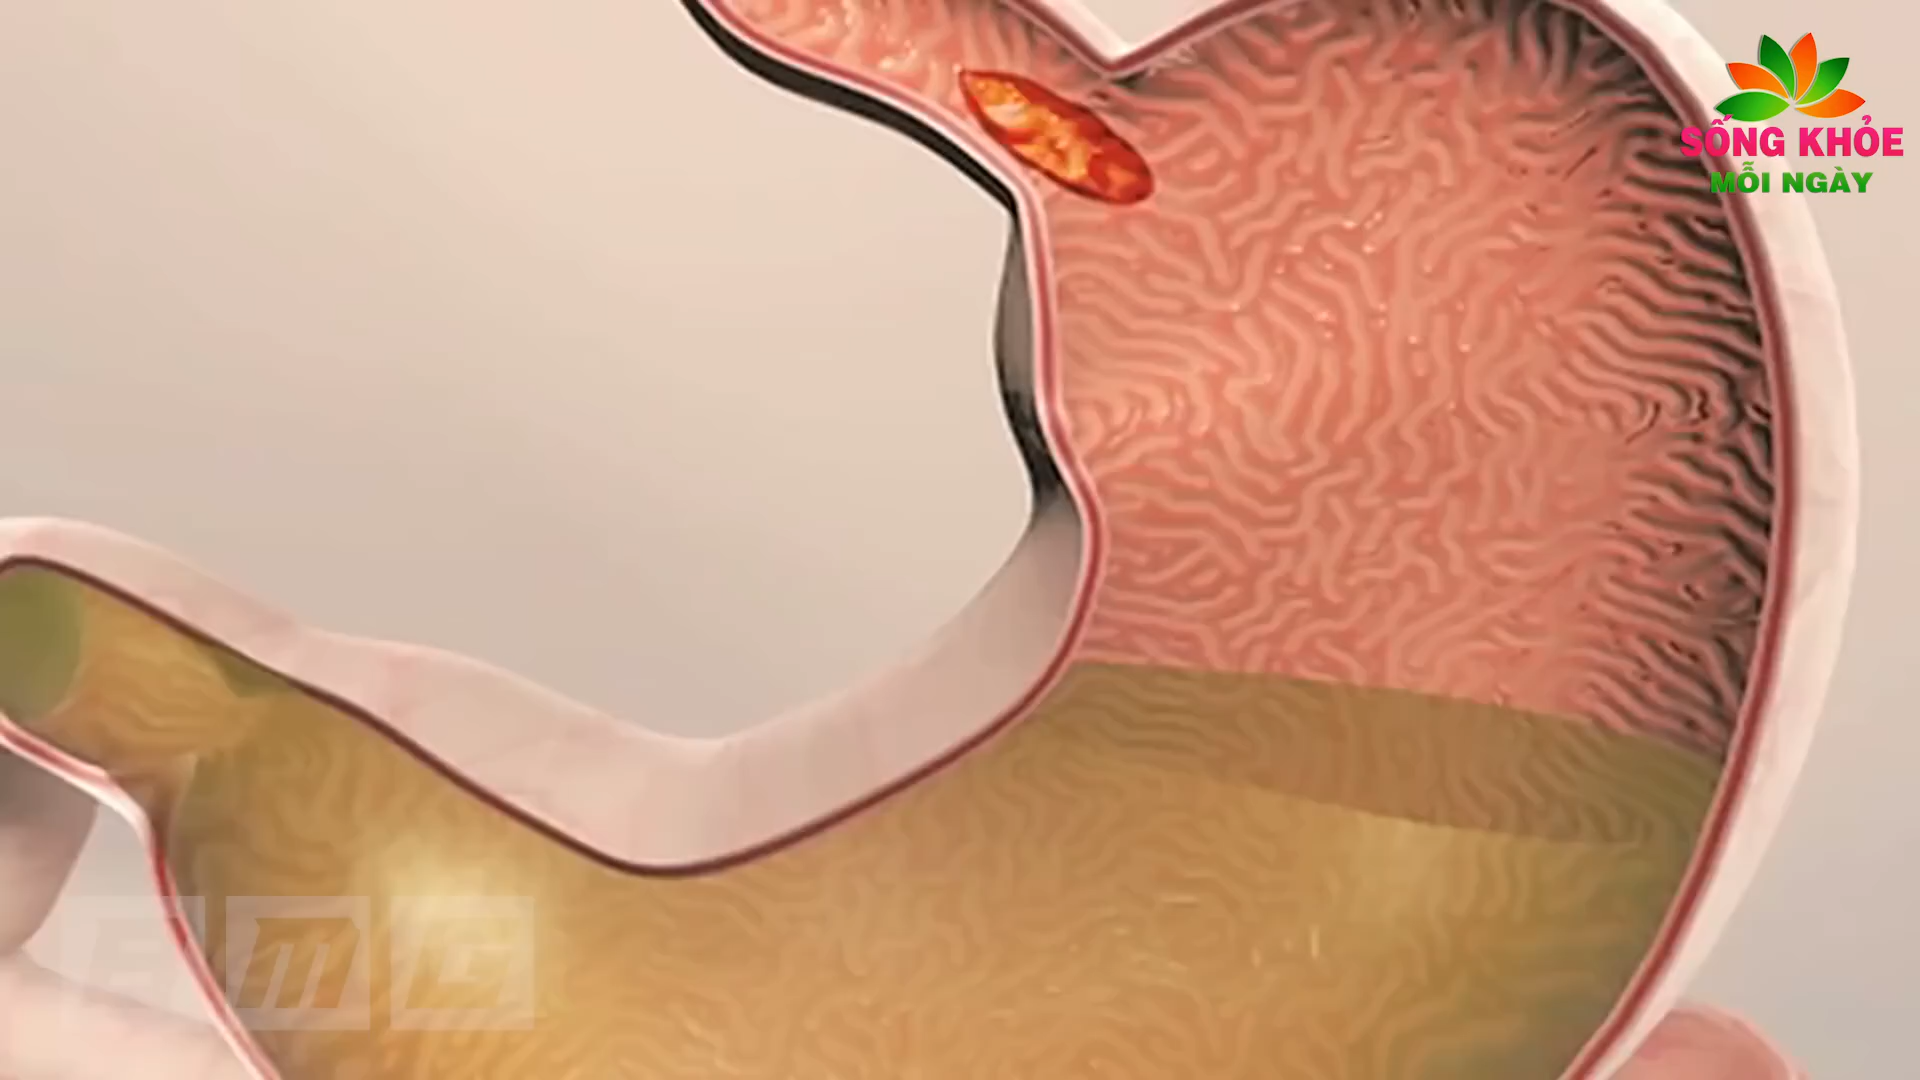 SỐNG KHỎE
MỖI NGÀY